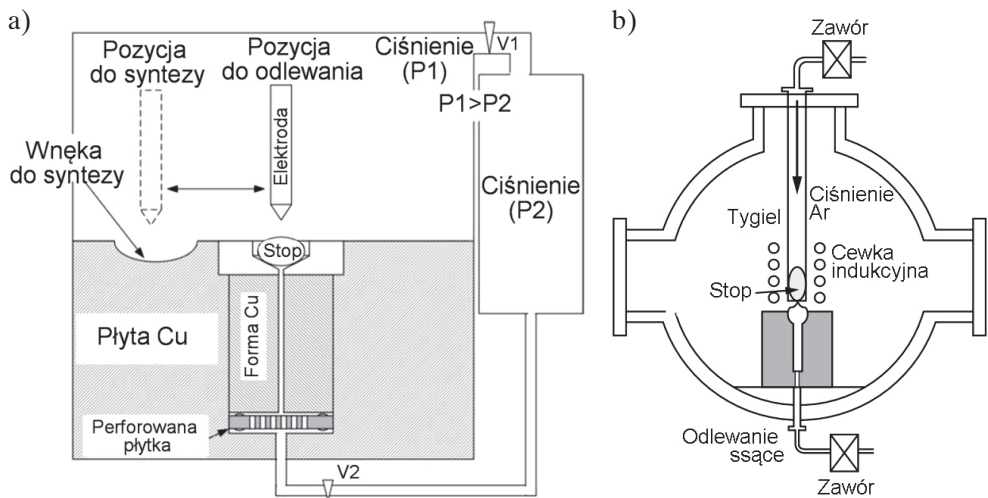 a)
Pozycja
do syntezy
Pozycja
do odlewania
Ciśnienie
(P1)
V1
P1>P2
Wnęka
do syntezy
Elektroda
Ciśnienie
(P2)
Stop
Płyta Cu
Forma Cu
Perforowana
płytka
V2
b)
Zawór
Tygiel
Ciśnienie
Ar
Cewka
indukcyjna
Stop
Odlewanie
ssące
Zawór